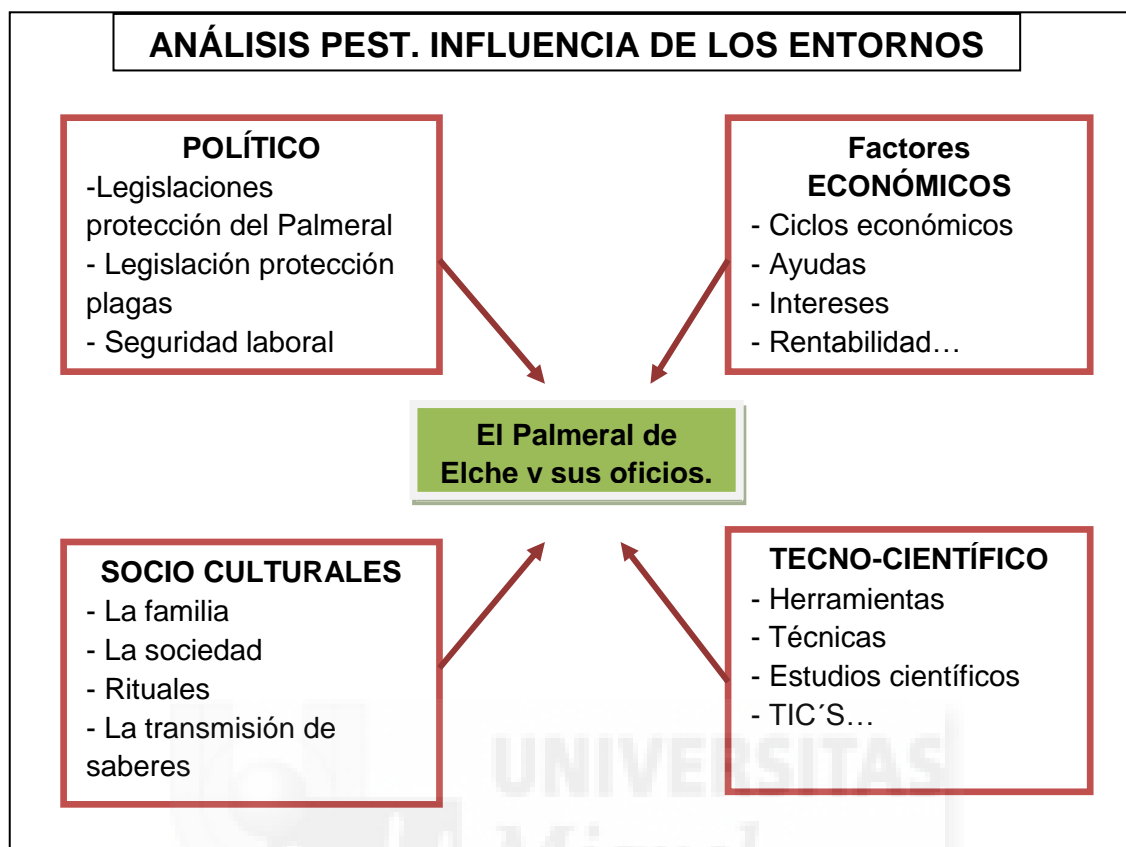 ANÁLISIS PEST. INFLUENCIA DE LOS ENTORNOS
POLÍTICO
-Legislaciones
protección del Palmeral
- Legislación protección
plagas
- Seguridad laboral
Factores
ECONÓMICOS
- Ciclos económicos
- Ayudas
- Intereses
- Rentabilidad…
El Palmeral de
Elche v sus oficios.
SOCIO CULTURALES
- La familia
- La sociedad
- Rituales
- La transmisión de
saberes
TECNO-CIENTÍFICO
- Herramientas
- Técnicas
- Estudios científicos
- TIC´S…
UNIVERSITAS
Miguel